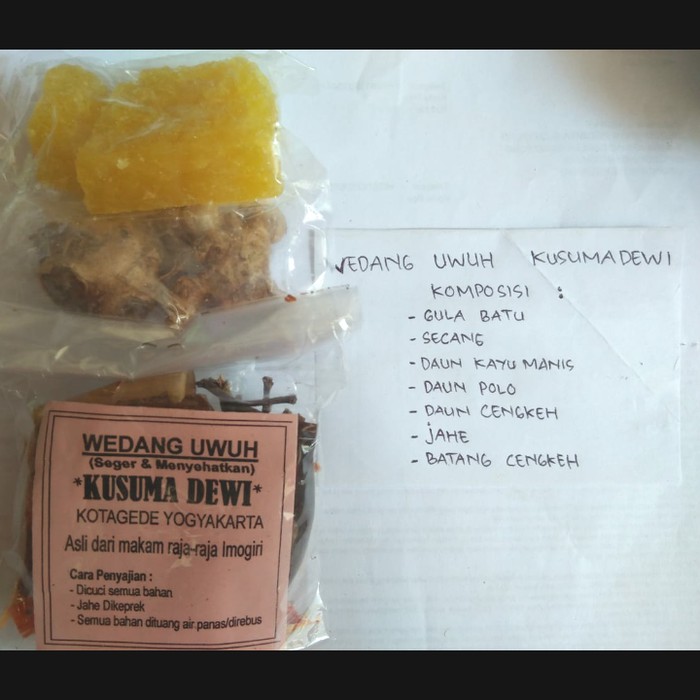 WEDANG UWUH KUSUMADEWI
KOMPOSISI :
- GULA BATU
- SECANG
- DAUN KAYU MANIS
- DAUN POLO
- DAUN CENGKEH
- JAHE
- BATANG CENGKEH
WEDANG UWUH
(Seger & Menyehatkan)
*KUSUMA DEWI*
KOTAGEDE YOGYAKARTA
Asli dari makam raja-raja Imogiri
Cara Penyajian :
- Dicuci semua bahan
- Jahe Dikeprek
- Semua bahan dituang air panas/direbus